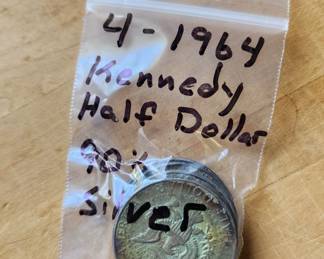 4-1964
Kennedy
Half Dollar
90%
Silver